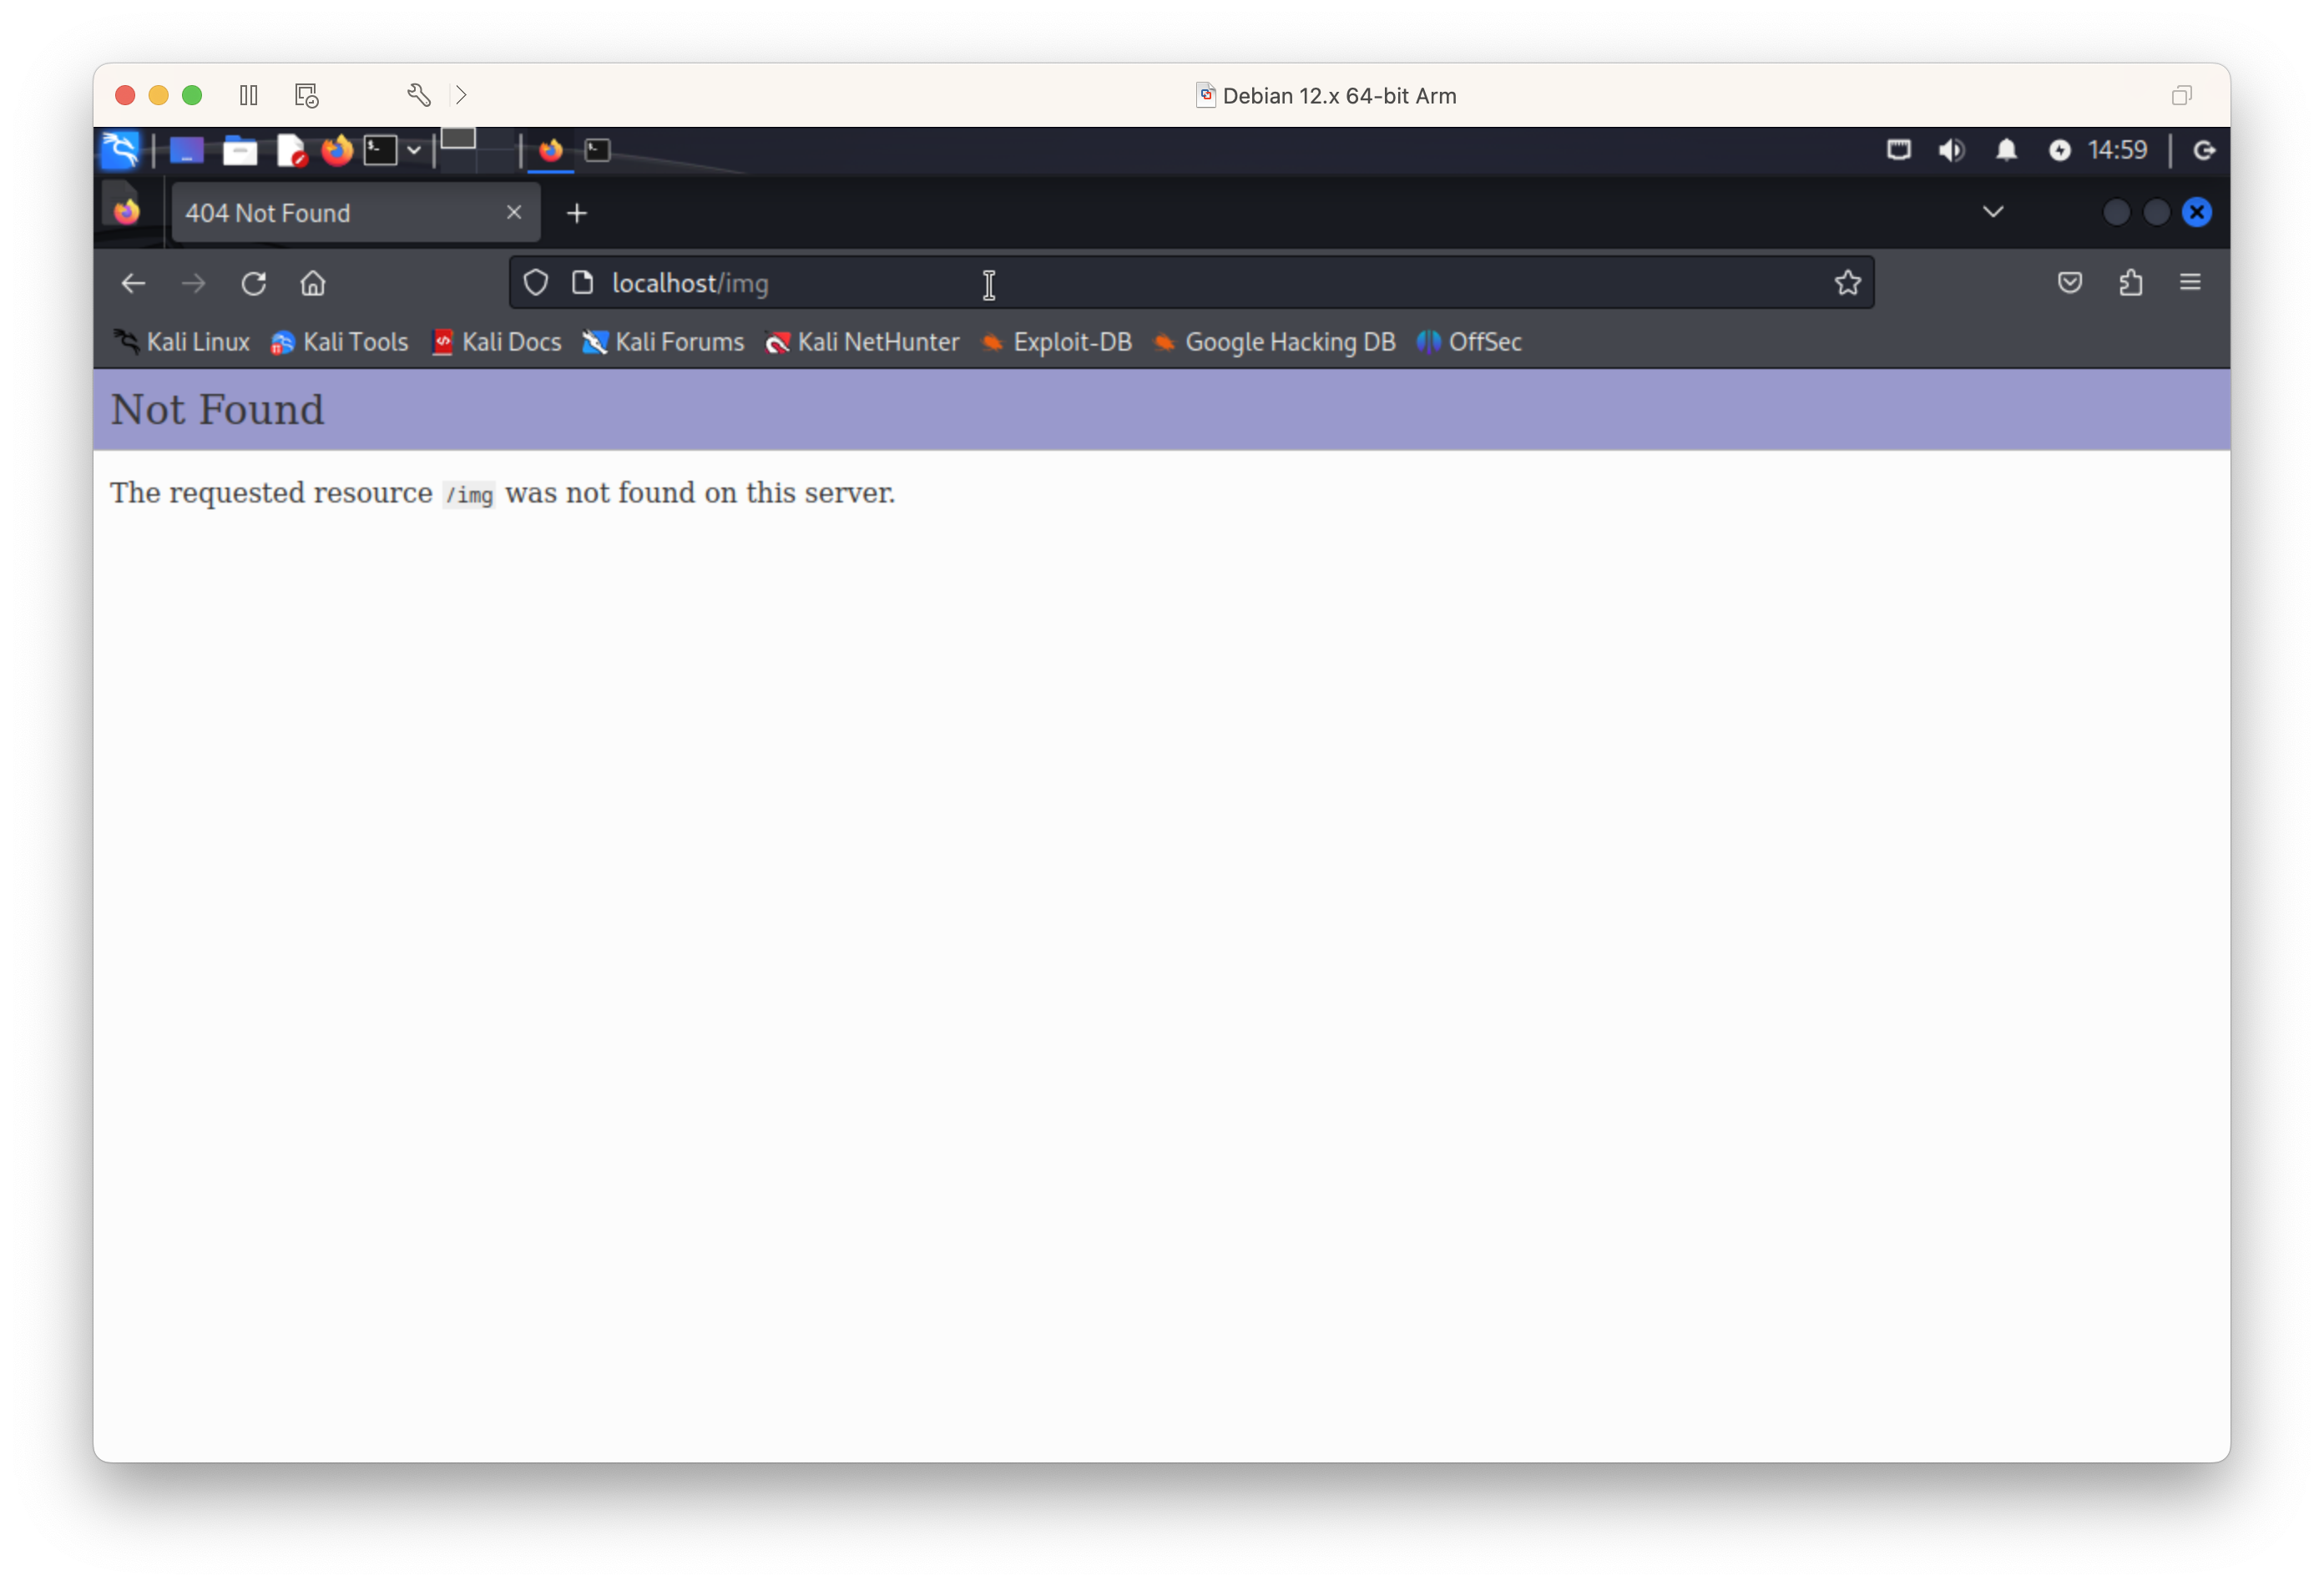 Debian 12.x 64-bit Arm
14:59
404 Not Found
localhost/img
Kali Linux Kali Tools Kali Docs Kali Forums Kali NetHunter Exploit-DB Google Hacking DB OffSec
Not Found
The requested resource /img was not found on this server.